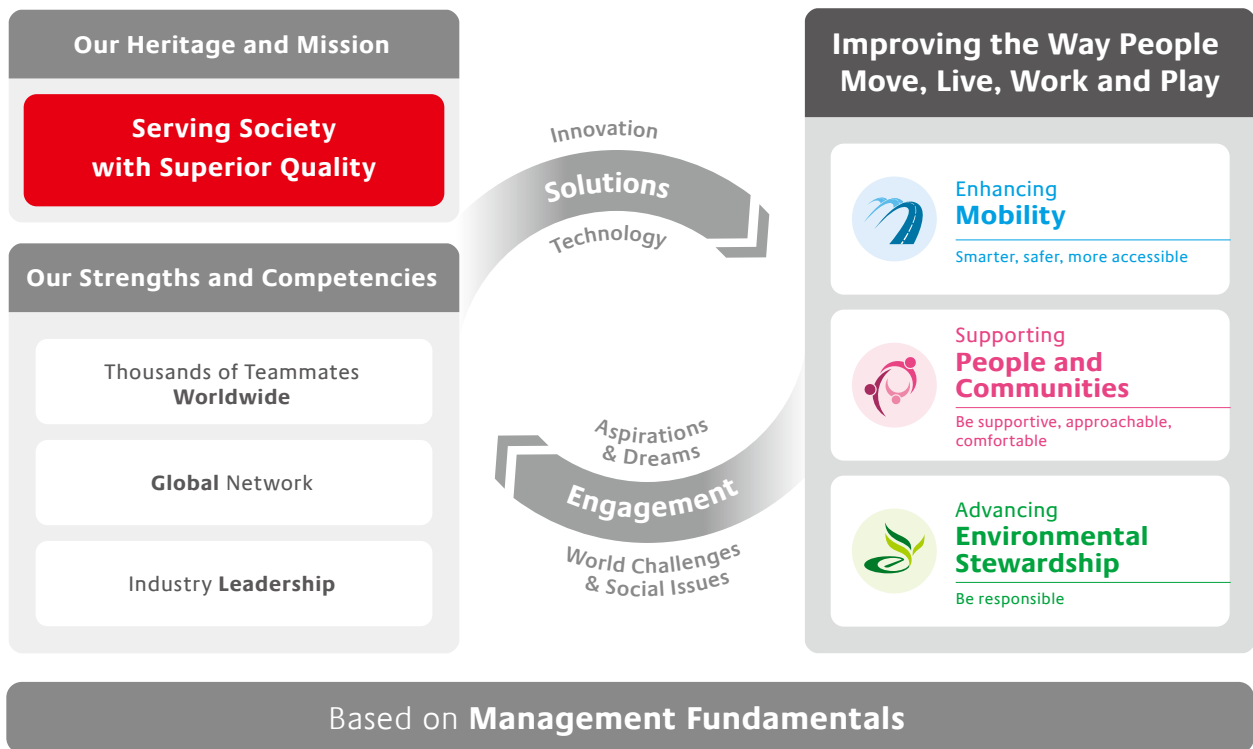 Our Heritage and Mission
Serving Society
with Superior Quality
Our Strengths and Competencies
Thousands of Teammates
Worldwide
Global Network
Industry Leadership
Innovation
Solutions
Technology
Aspirations
& Dreams
Engagement
World Challenges
& Social Issues
Improving the Way People
Move, Live, Work and Play
Enhancing
Mobility
Smarter, safer, more accessible
Supporting
People and
Communities
Be supportive, approachable,
comfortable
Advancing
Environmental
Stewardship
Be responsible
Based on Management Fundamentals